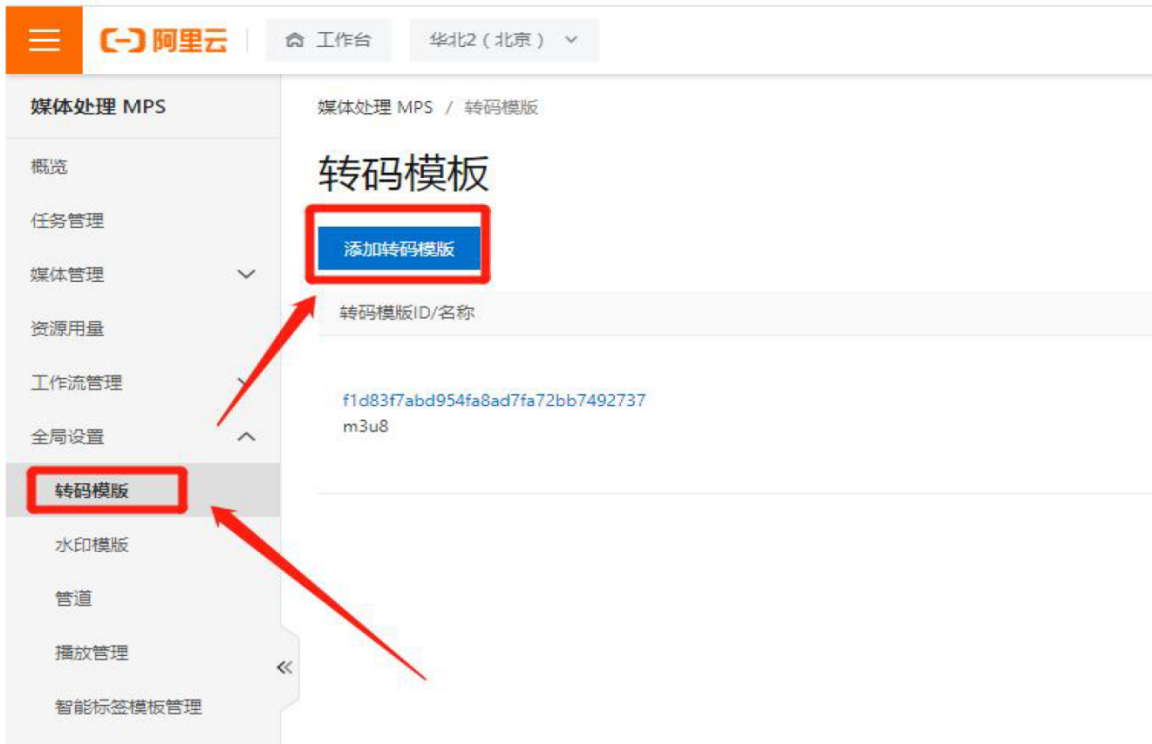 阿里云 工作台 华北2（北京）
媒体处理 MPS
概览
任务管理
媒体管理
资源用量
工作流管理
全局设置
转码模版
水印模版
管道
播放管理
智能标签模板管理
媒体处理 MPS / 转码模版
转码模板
添加转码模版
转码模版ID/名称
f1d83f7abd954fa8ad7fa72bb7492737
m3u8